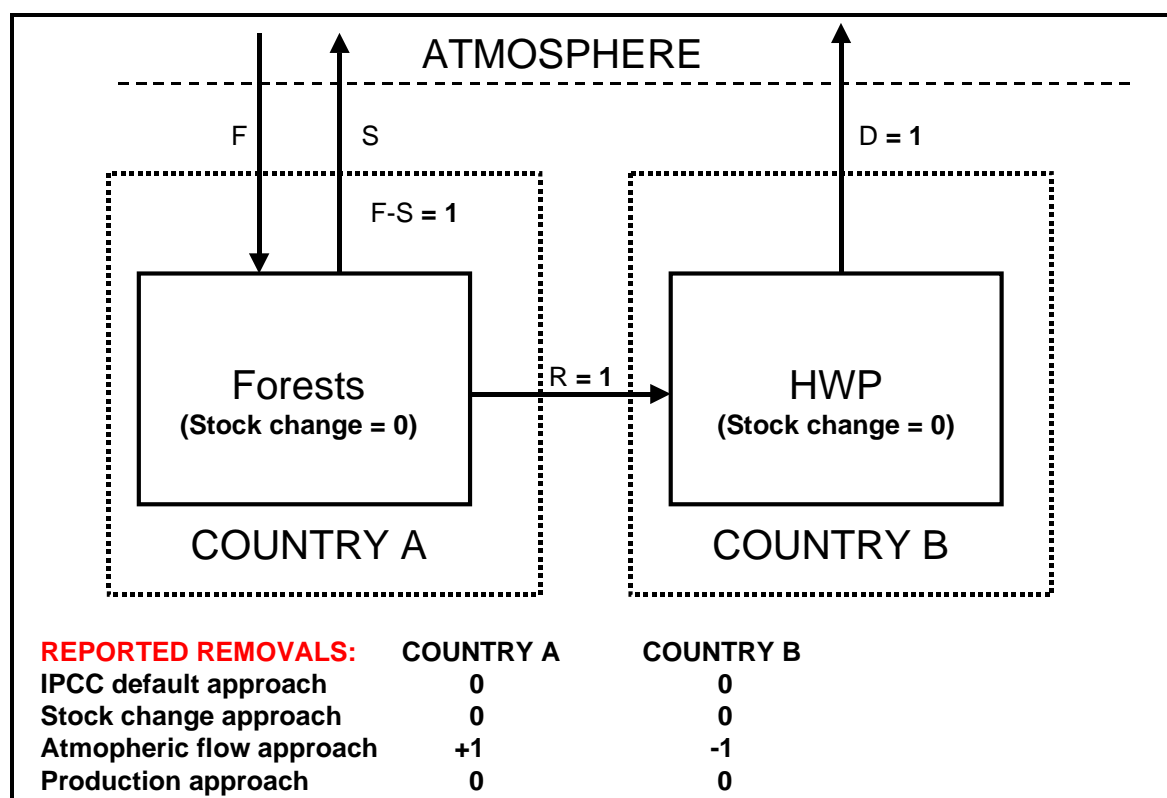 ATMOSPHERE
F
S
D = 1
F-S = 1
Forests
(Stock change = 0)
R = 1
HWP
(Stock change = 0)
COUNTRY A
COUNTRY B
REPORTED REMOVALS: COUNTRY A COUNTRY B
IPCC default approach 0 0
Stock change approach 0 0
Atmopheric flow approach +1 -1
Production approach 0 0